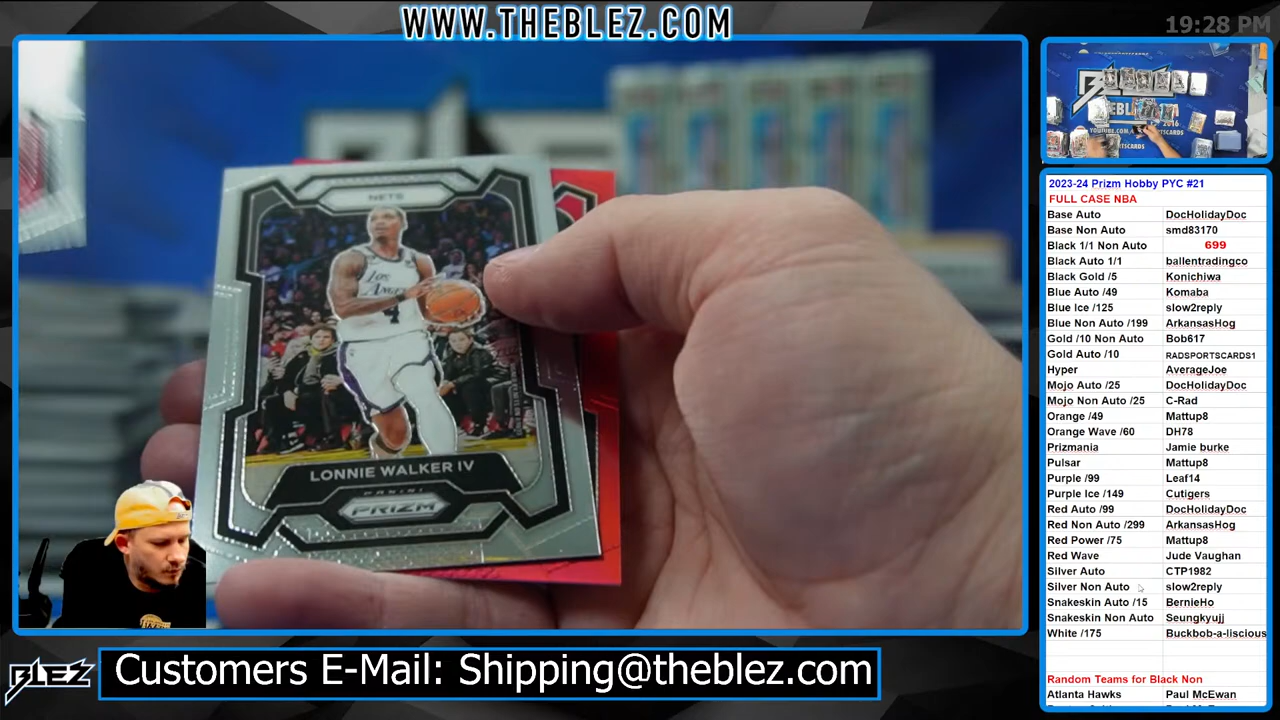 WWW.THEBLEZ.COM
19:28 PM
NETS
Los
Angeles
4
LONNIE WALKER IV
PANINI
PRIZM
2016
2023-24 Prizm Hobby PYC #21
FULL CASE NBA
Base Auto DocHolidayDoc
Base Non Auto smd83170
Black 1/1 Non Auto 699
Black Auto 1/1 ballentradingco
Black Gold /5 Konichiwa
Blue Auto /49 Komaba
Blue Ice /125 slow2reply
Blue Non Auto /199 ArkansasHog
Gold /10 Non Auto Bob617
Gold Auto /10 RADSPORTSCARDS1
Hyper AverageJoe
Mojo Auto /25 DocHolidayDoc
Mojo Non Auto /25 C-Rad
Orange /49 Mattup8
Orange Wave /60 DH78
Prizmania Jamie burke
Pulsar Mattup8
Purple /99 Leaf14
Purple Ice /149 Cutigers
Red Auto /99 DocHolidayDoc
Red Non Auto /299 ArkansasHog
Red Power /75 Mattup8
Red Wave Jude Vaughan
Silver Auto CTP1982
Silver Non Auto slow2reply
Snakeskin Auto /15 BernieHo
Snakeskin Non Auto Seungkyujj
White /175 Buckbob-a-liscious
Random Teams for Black Non
Atlanta Hawks Paul McEwan
BLEZ
Customers E-Mail: Shipping@theblez.com